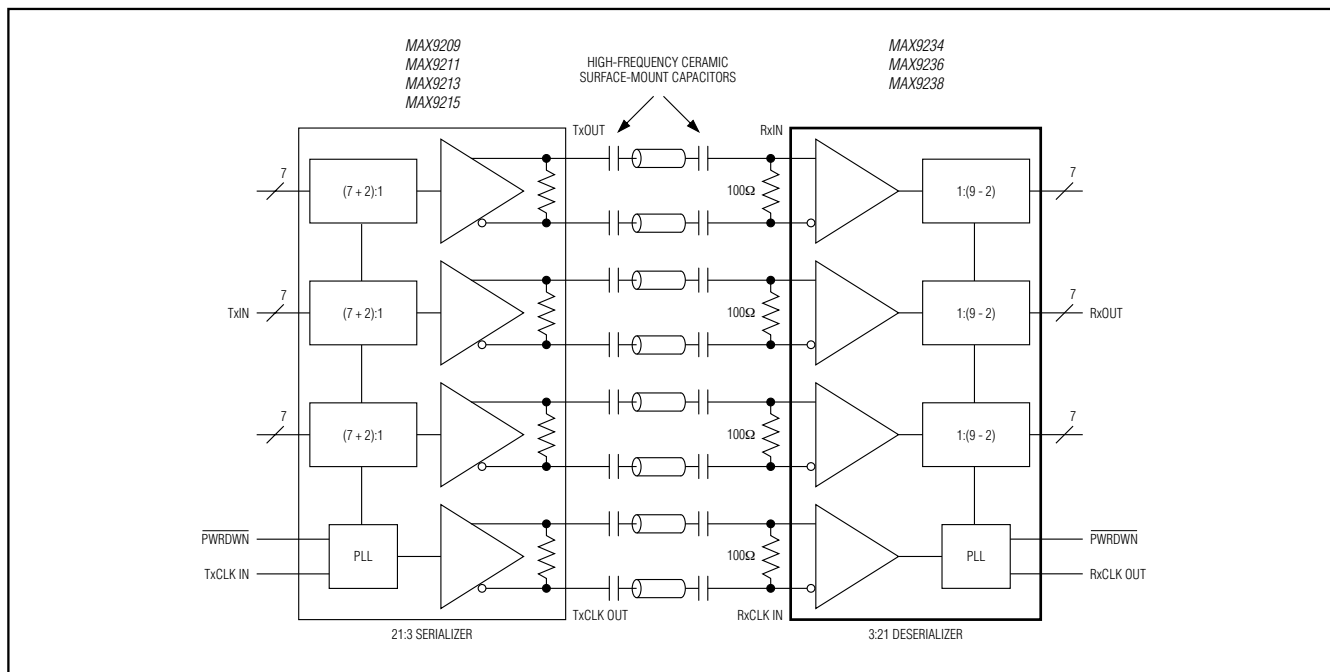 MAX9209
MAX9211
MAX9213
MAX9215
HIGH-FREQUENCY CERAMIC
SURFACE-MOUNT CAPACITORS
MAX9234
MAX9236
MAX9238
TxOUT
RxIN
7
(7 + 2):1
100Ω
1:(9 - 2)
7
TxIN
7
(7 + 2):1
100Ω
1:(9 - 2)
7
RxOUT
7
(7 + 2):1
100Ω
1:(9 - 2)
7
PWRDWN
TxCLK IN
PLL
100Ω
PLL
PWRDWN
RxCLK OUT
TxCLK OUT
RxCLK IN
21:3 SERIALIZER
3:21 DESERIALIZER